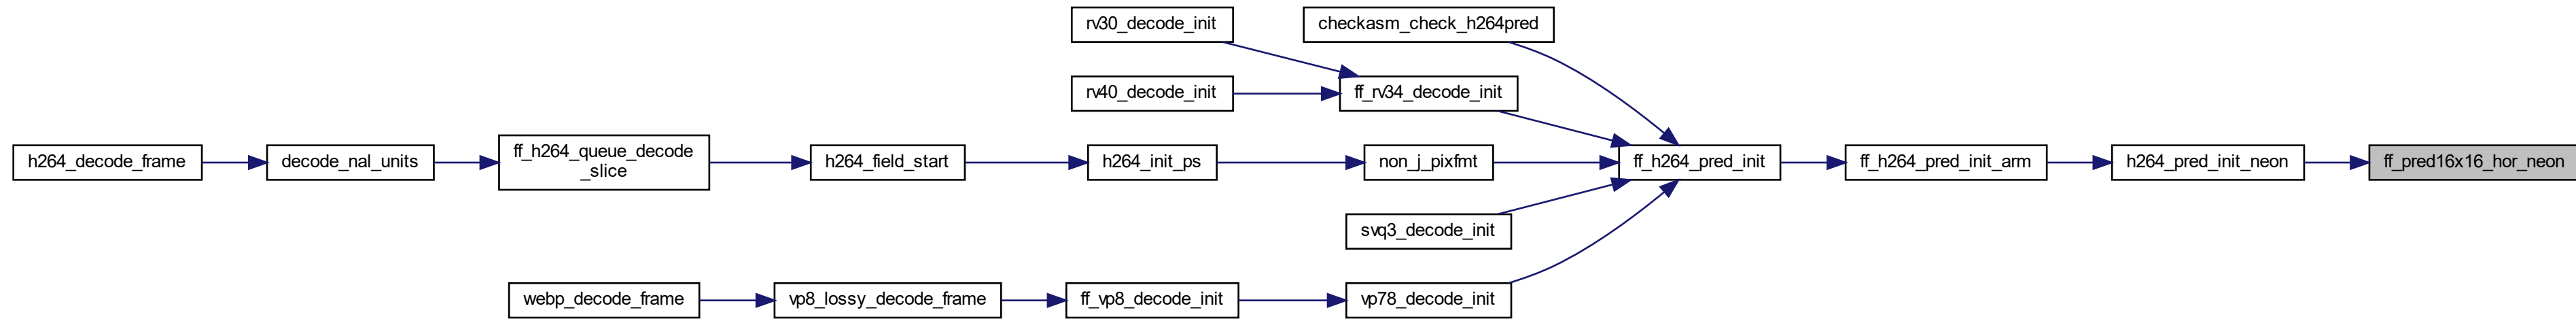 rv30_decode_init
checkasm_check_h264pred
rv40_decode_init
ff_rv34_decode_init
h264_decode_frame
decode_nal_units
ff_h264_queue_decode
_slice
h264_field_start
h264_init_ps
non_j_pixfmt
ff_h264_pred_init
ff_h264_pred_init_arm
h264_pred_init_neon
ff_pred16x16_hor_neon
svq3_decode_init
webp_decode_frame
vp8_lossy_decode_frame
ff_vp8_decode_init
vp78_decode_init